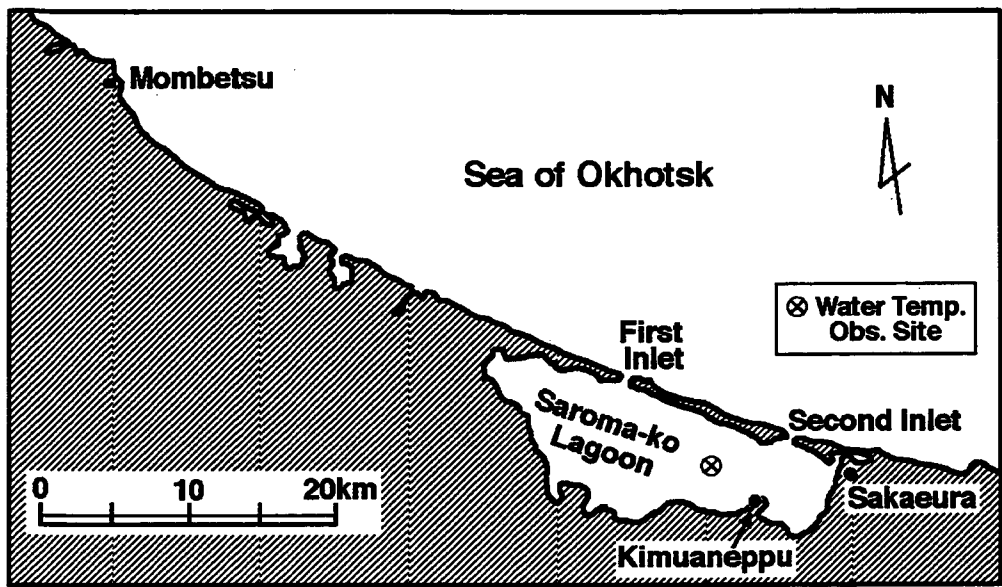 Mombetsu
N
Sea of Okhotsk
⊗ Water Temp.
Obs. Site
First
Inlet
Second Inlet
Saroma-ko
Lagoon
0 10 20km
Sakaeura
Kimuaneppu